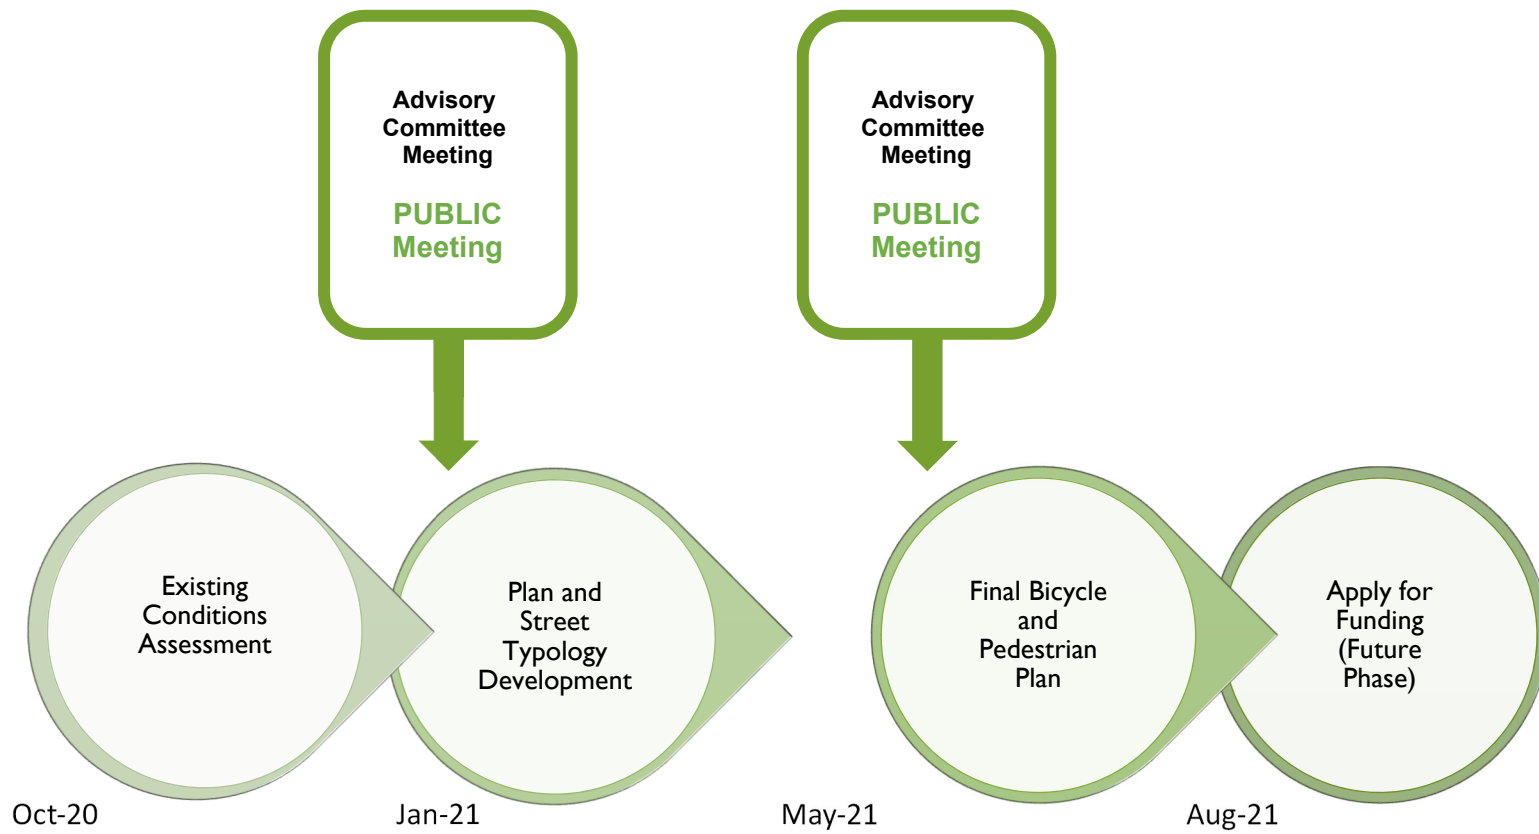 Advisory
Committee
Meeting
PUBLIC
Meeting
Advisory
Committee
Meeting
PUBLIC
Meeting
Existing
Conditions
Assessment
Plan and
Street
Typology
Development
Final Bicycle
and
Pedestrian
Plan
Apply for
Funding
(Future
Phase)
Oct-20
Jan-21
May-21
Aug-21